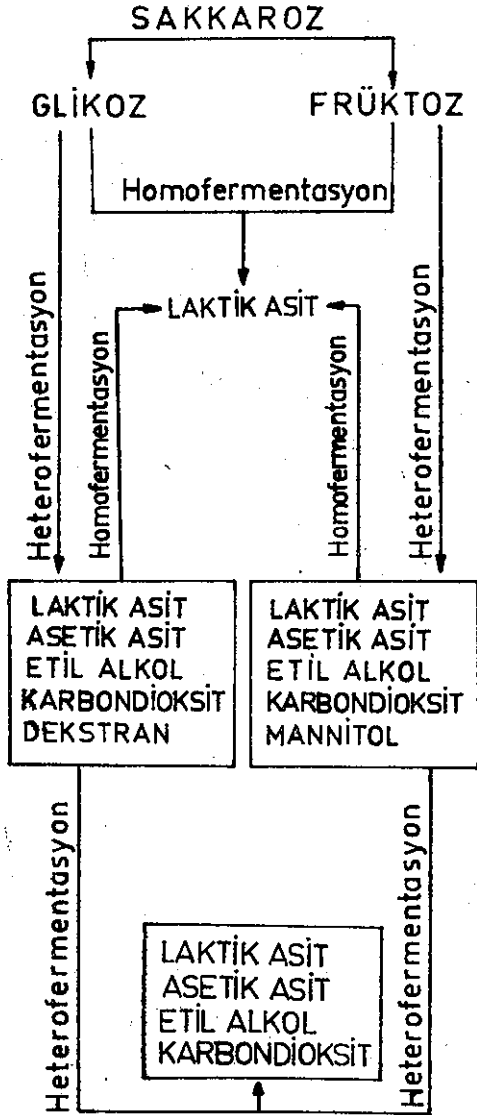 SAKKAROZ
GLİKOZ
FRÜKTOZ
Homofermentasyon
LAKTİK ASİT
Heterofermentasyon
Homofermentasyon
Homofermentasyon
Heterofermentasyon
LAKTİK ASİT
ASETİK ASİT
ETİL ALKOL
KARBONDİOKSİT
DEKSTRAN
LAKTİK ASİT
ASETİK ASİT
ETİL ALKOL
KARBONDİOKSİT
MANNİTOL
Heterofermentasyon
Heterofermentasyon
LAKTİK ASİT
ASETİK ASİT
ETİL ALKOL
KARBONDİOKSİT